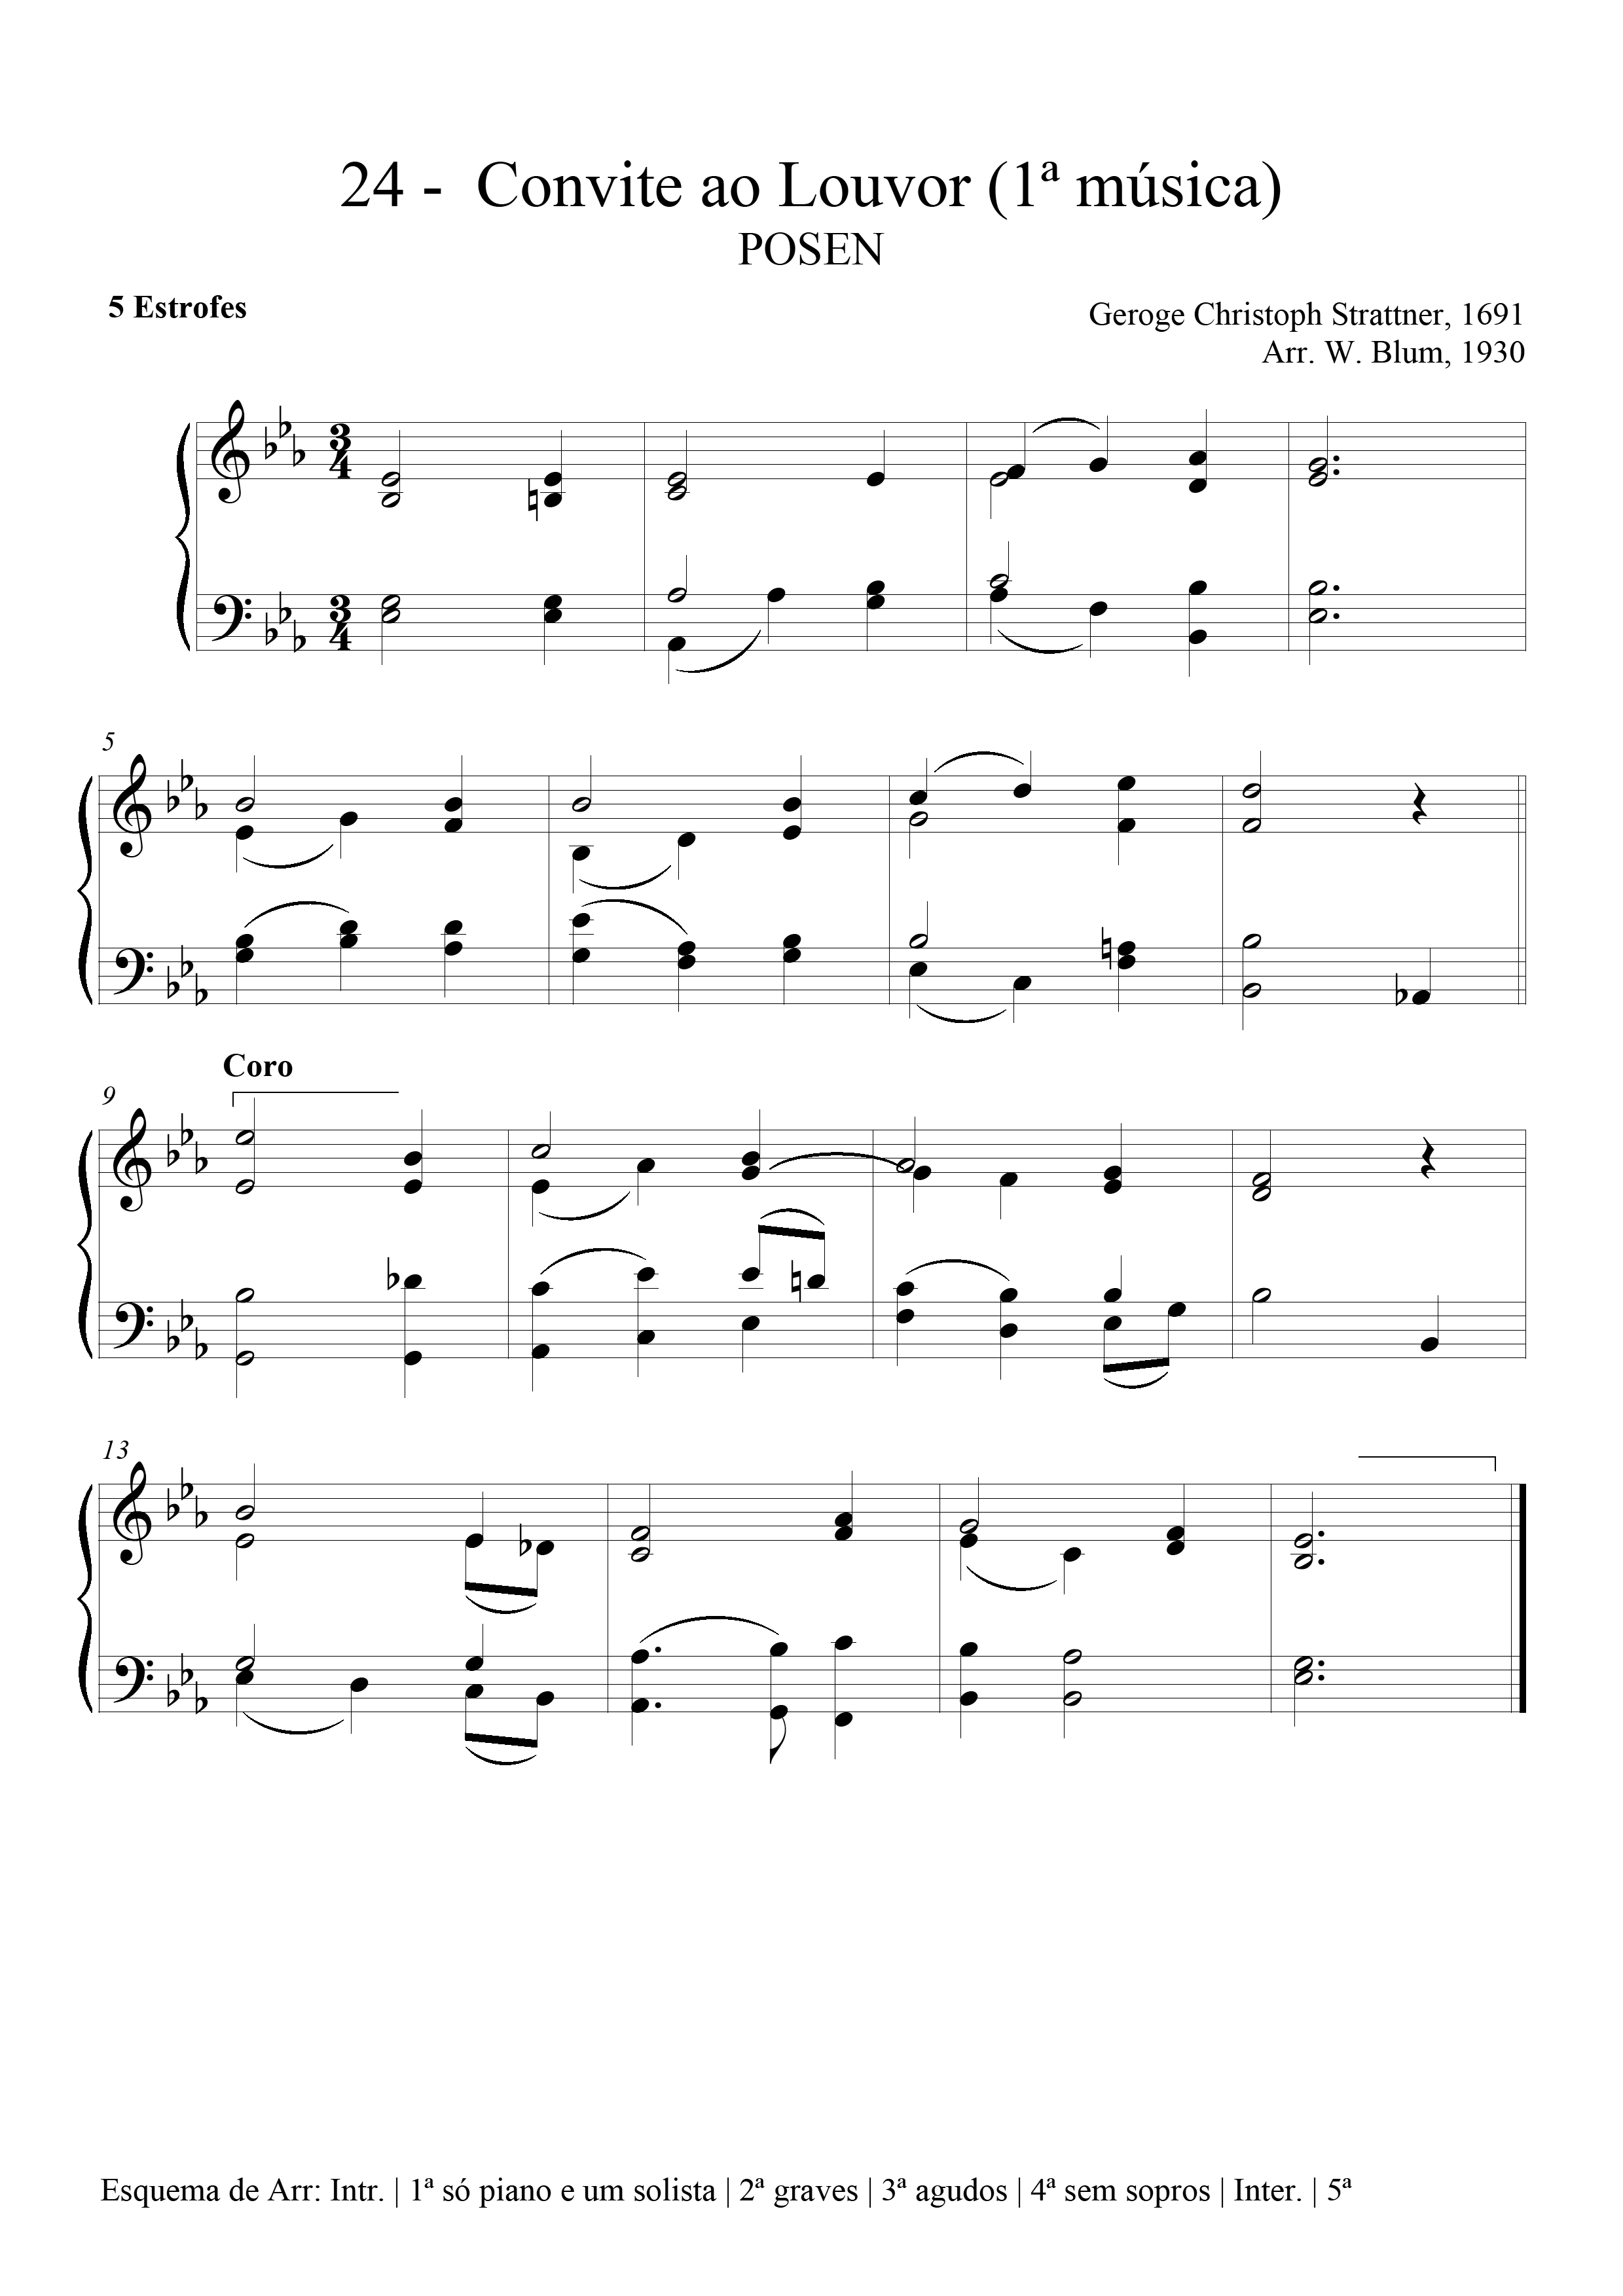 24 -  Convite ao Louvor (1ª música)
POSEN
5 Estrofes
Geroge Christoph Strattner, 1691
Arr. W. Blum, 1930
3
4
3
4
5
9
Coro
13
Esquema de Arr: Intr. | 1ª só piano e um solista | 2ª graves | 3ª agudos | 4ª sem sopros | Inter. | 5ª